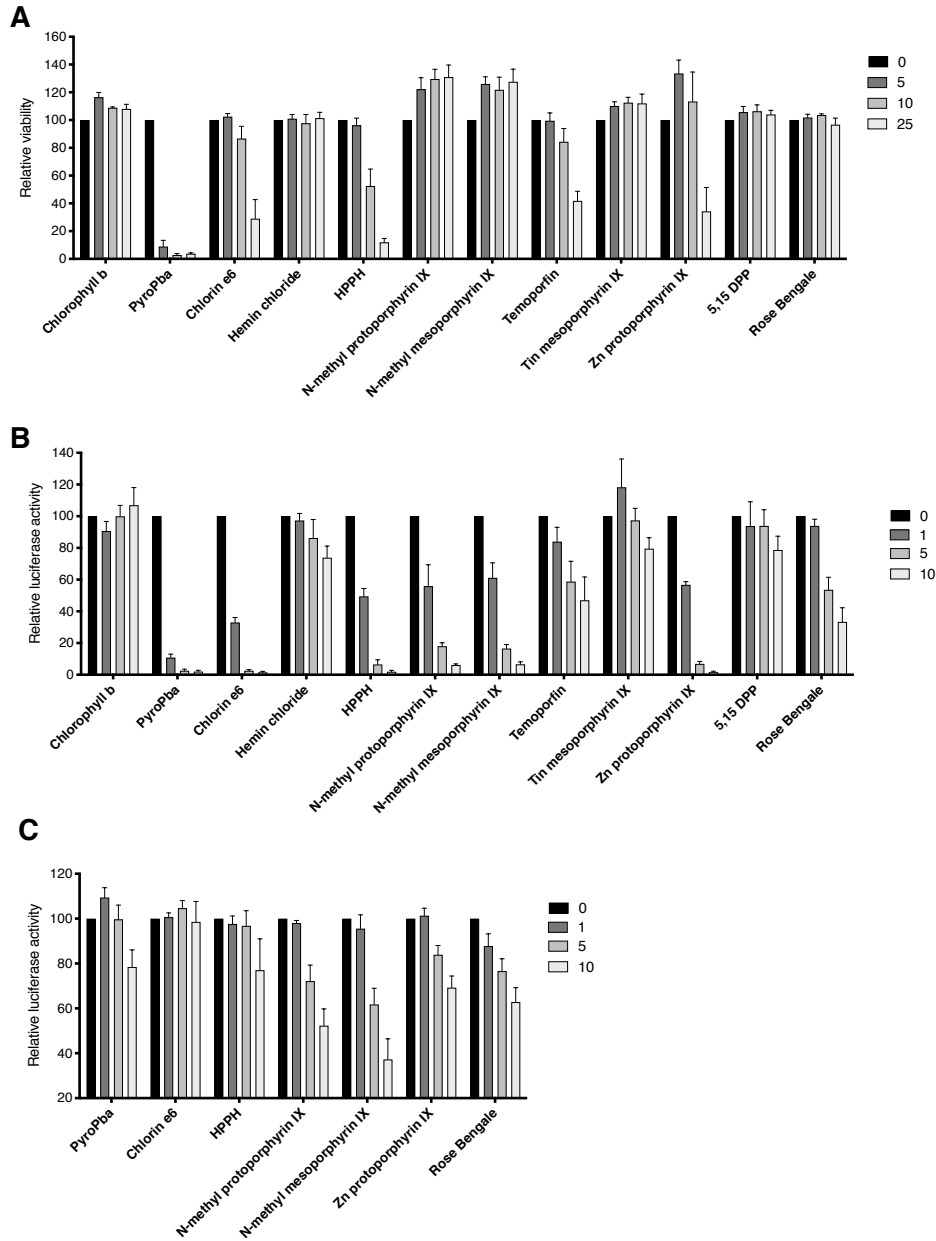 A
160
140
120
100
80
60
40
20
0
Relative viability
0
5
10
25
Chlorophyll b
PyroPba
Chlorin e6
Hemin chloride
HPPH
N-methyl protoporphyrin IX
N-methyl mesoporphyrin IX
Temoporfin
Tin mesoporphyrin IX
Zn protoporphyrin IX
5,15 DPP
Rose Bengale
B
140
120
100
80
60
40
20
0
Relative luciferase activity
0
1
5
10
Chlorophyll b
PyroPba
Chlorin e6
Hemin chloride
HPPH
N-methyl protoporphyrin IX
N-methyl mesoporphyrin IX
Temoporfin
Tin mesoporphyrin IX
Zn protoporphyrin IX
5,15 DPP
Rose Bengale
C
120
100
80
60
40
20
Relative luciferase activity
0
1
5
10
PyroPba
Chlorin e6
HPPH
N-methyl protoporphyrin IX
N-methyl mesoporphyrin IX
Zn protoporphyrin IX
Rose Bengale